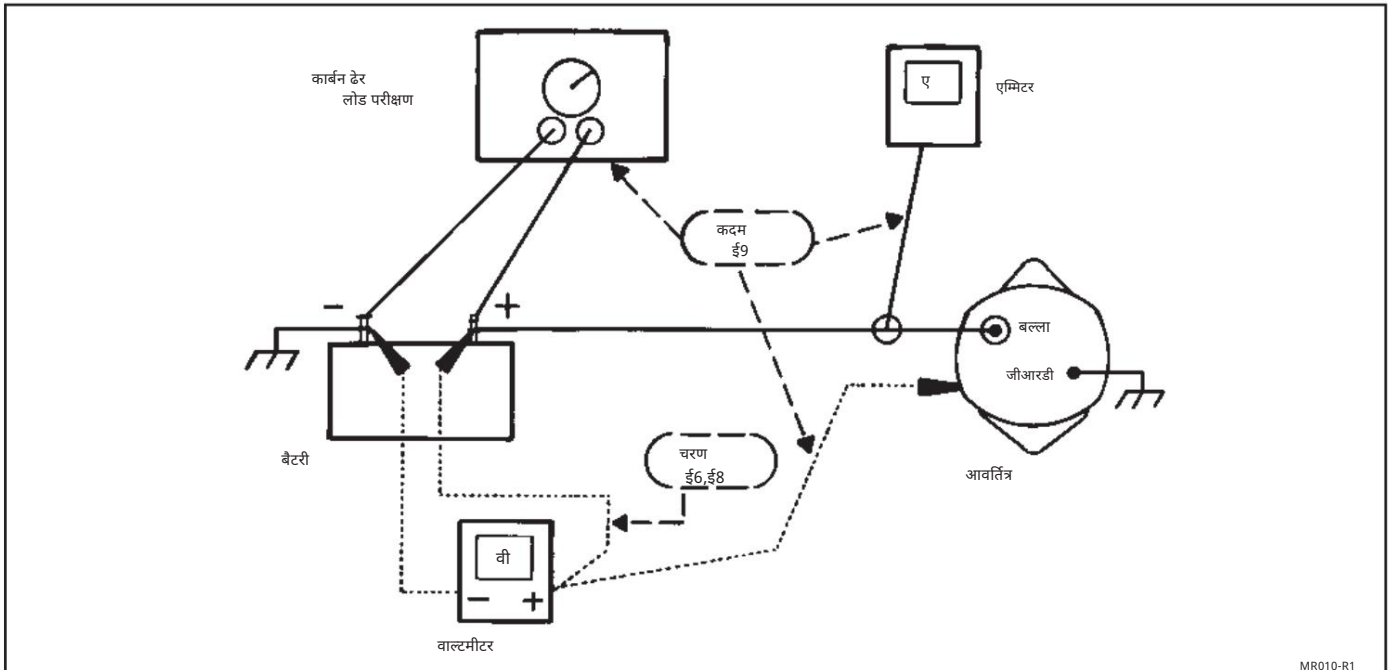 कार्बन ढेर
लोड परीक्षण
ए
एम्मिटर
कदम
ई9
−
+
बल्ला
जीआरडी
बैटरी
चरण
ई6,ई8
आवर्तित्र
वी
− +
वाल्टमीटर
MR010-R1